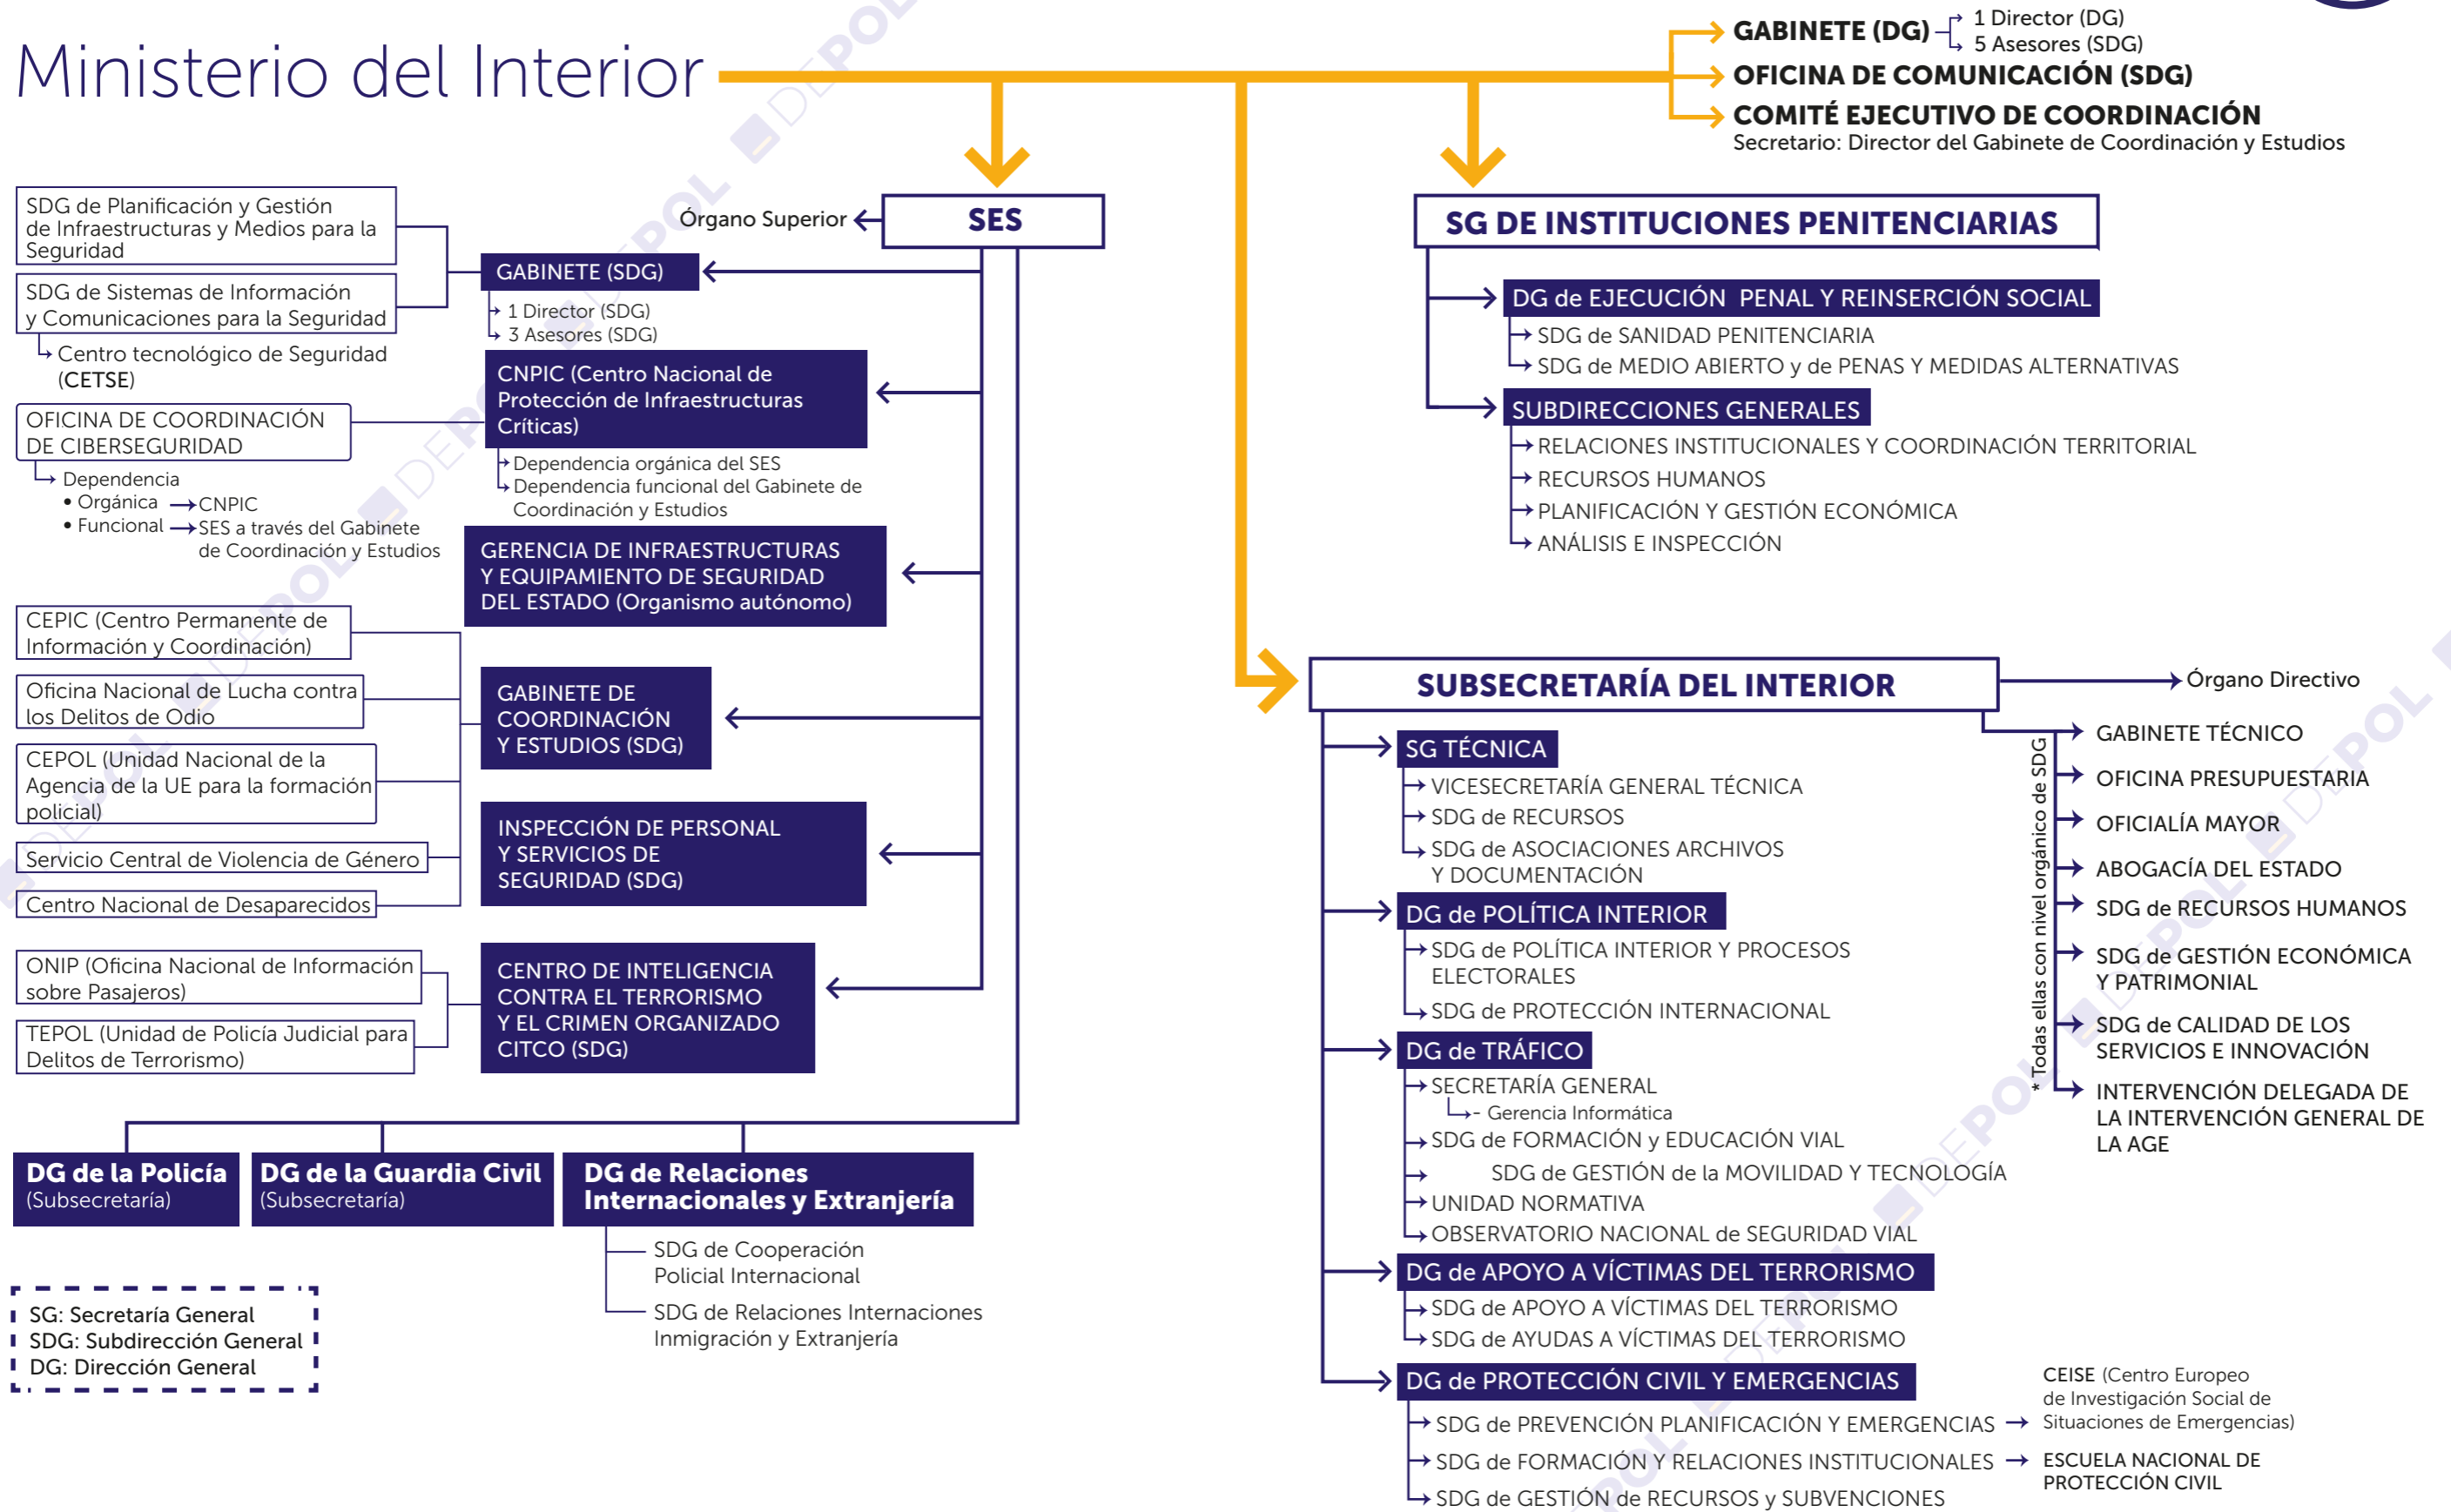 Ministerio del Interior
GABINETE (DG)
1 Director (DG)
5 Asesores (SDG)
OFICINA DE COMUNICACIÓN (SDG)
COMITÉ EJECUTIVO DE COORDINACIÓN
Secretario: Director del Gabinete de Coordinación y Estudios
Órgano Superior
SES
SDG de Planificación y Gestión
de Infraestructuras y Medios para la
Seguridad
SDG de Sistemas de Información
y Comunicaciones para la Seguridad
Centro tecnológico de Seguridad
(CETSE)
GABINETE (SDG)
1 Director (SDG)
3 Asesores (SDG)
OFICINA DE COORDINACIÓN
DE CIBERSEGURIDAD
Dependencia
• Orgánica
CNPIC
• Funcional
SES a través del Gabinete
de Coordinación y Estudios
CNPIC (Centro Nacional de
Protección de Infraestructuras
Críticas)
Dependencia orgánica del SES
Dependencia funcional del Gabinete de
Coordinación y Estudios
GERENCIA DE INFRAESTRUCTURAS
Y EQUIPAMIENTO DE SEGURIDAD
DEL ESTADO (Organismo autónomo)
CEPIC (Centro Permanente de
Información y Coordinación)
Oficina Nacional de Lucha contra
los Delitos de Odio
CEPOL (Unidad Nacional de la
Agencia de la UE para la formación
policial)
Servicio Central de Violencia de Género
Centro Nacional de Desaparecidos
GABINETE DE
COORDINACIÓN
Y ESTUDIOS (SDG)
INSPECCIÓN DE PERSONAL
Y SERVICIOS DE
SEGURIDAD (SDG)
ONIP (Oficina Nacional de Información
sobre Pasajeros)
TEPOL (Unidad de Policía Judicial para
Delitos de Terrorismo)
CENTRO DE INTELIGENCIA
CONTRA EL TERRORISMO
Y EL CRIMEN ORGANIZADO
CITCO (SDG)
DG de la Policía
(Subsecretaría)
DG de la Guardia Civil
(Subsecretaría)
DG de Relaciones
Internacionales y Extranjería
SDG de Cooperación
Policial Internacional
SDG de Relaciones Internaciones
Inmigración y Extranjería
SG: Secretaría General
SDG: Subdirección General
DG: Dirección General
SG DE INSTITUCIONES PENITENCIARIAS
DG de EJECUCIÓN PENAL Y REINSERCIÓN SOCIAL
SDG de SANIDAD PENITENCIARIA
SDG de MEDIO ABIERTO y de PENAS Y MEDIDAS ALTERNATIVAS
SUBDIRECCIONES GENERALES
RELACIONES INSTITUCIONALES Y COORDINACIÓN TERRITORIAL
RECURSOS HUMANOS
PLANIFICACIÓN Y GESTIÓN ECONÓMICA
ANÁLISIS E INSPECCIÓN
SUBSECRETARÍA DEL INTERIOR
Órgano Directivo
SG TÉCNICA
VICESECRETARÍA GENERAL TÉCNICA
SDG de RECURSOS
SDG de ASOCIACIONES ARCHIVOS
Y DOCUMENTACIÓN
DG de POLÍTICA INTERIOR
SDG de POLÍTICA INTERIOR Y PROCESOS
ELECTORALES
SDG de PROTECCIÓN INTERNACIONAL
DG de TRÁFICO
SECRETARÍA GENERAL
- Gerencia Informática
SDG de FORMACIÓN y EDUCACIÓN VIAL
SDG de GESTIÓN de la MOVILIDAD Y TECNOLOGÍA
UNIDAD NORMATIVA
OBSERVATORIO NACIONAL de SEGURIDAD VIAL
DG de APOYO A VÍCTIMAS DEL TERRORISMO
SDG de APOYO A VÍCTIMAS DEL TERRORISMO
SDG de AYUDAS A VÍCTIMAS DEL TERRORISMO
DG de PROTECCIÓN CIVIL Y EMERGENCIAS
SDG de PREVENCIÓN PLANIFICACIÓN Y EMERGENCIAS
CEISE (Centro Europeo
de Investigación Social de
Situaciones de Emergencias)
SDG de FORMACIÓN Y RELACIONES INSTITUCIONALES
ESCUELA NACIONAL DE
PROTECCIÓN CIVIL
SDG de GESTIÓN de RECURSOS y SUBVENCIONES
* Todas ellas con nivel orgánico de SDG
GABINETE TÉCNICO
OFICINA PRESUPUESTARIA
OFICIALÍA MAYOR
ABOGACÍA DEL ESTADO
SDG de RECURSOS HUMANOS
SDG de GESTIÓN ECONÓMICA
Y PATRIMONIAL
SDG de CALIDAD DE LOS
SERVICIOS E INNOVACIÓN
INTERVENCIÓN DELEGADA DE
LA INTERVENCIÓN GENERAL DE
LA AGE
DEPOL
DEPOL
DEPOL
DEPOL
DEPOL
DEPOL
DEPOL
DEPOL